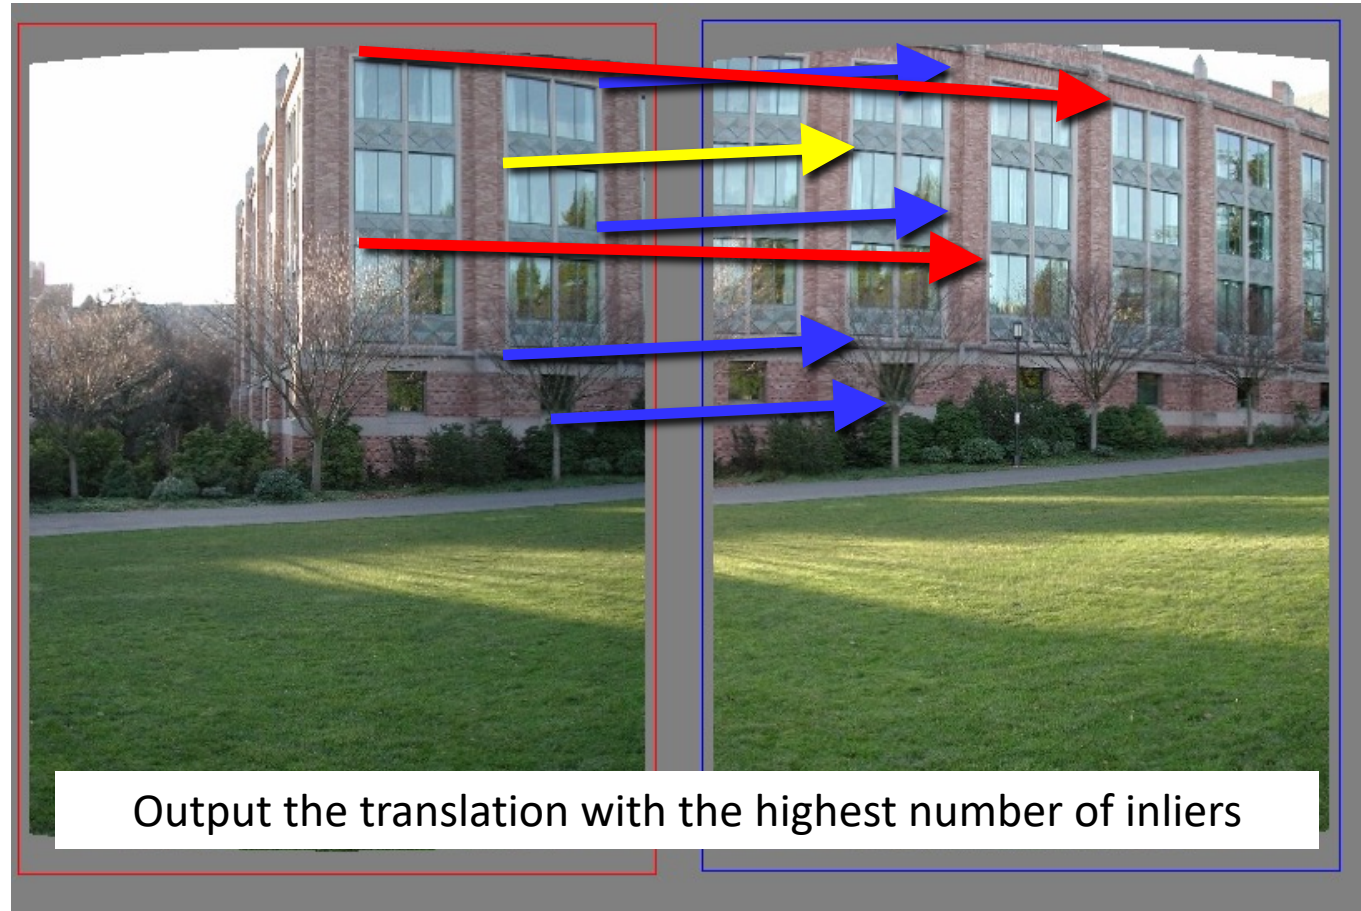 Output the translation with the highest number of inliers